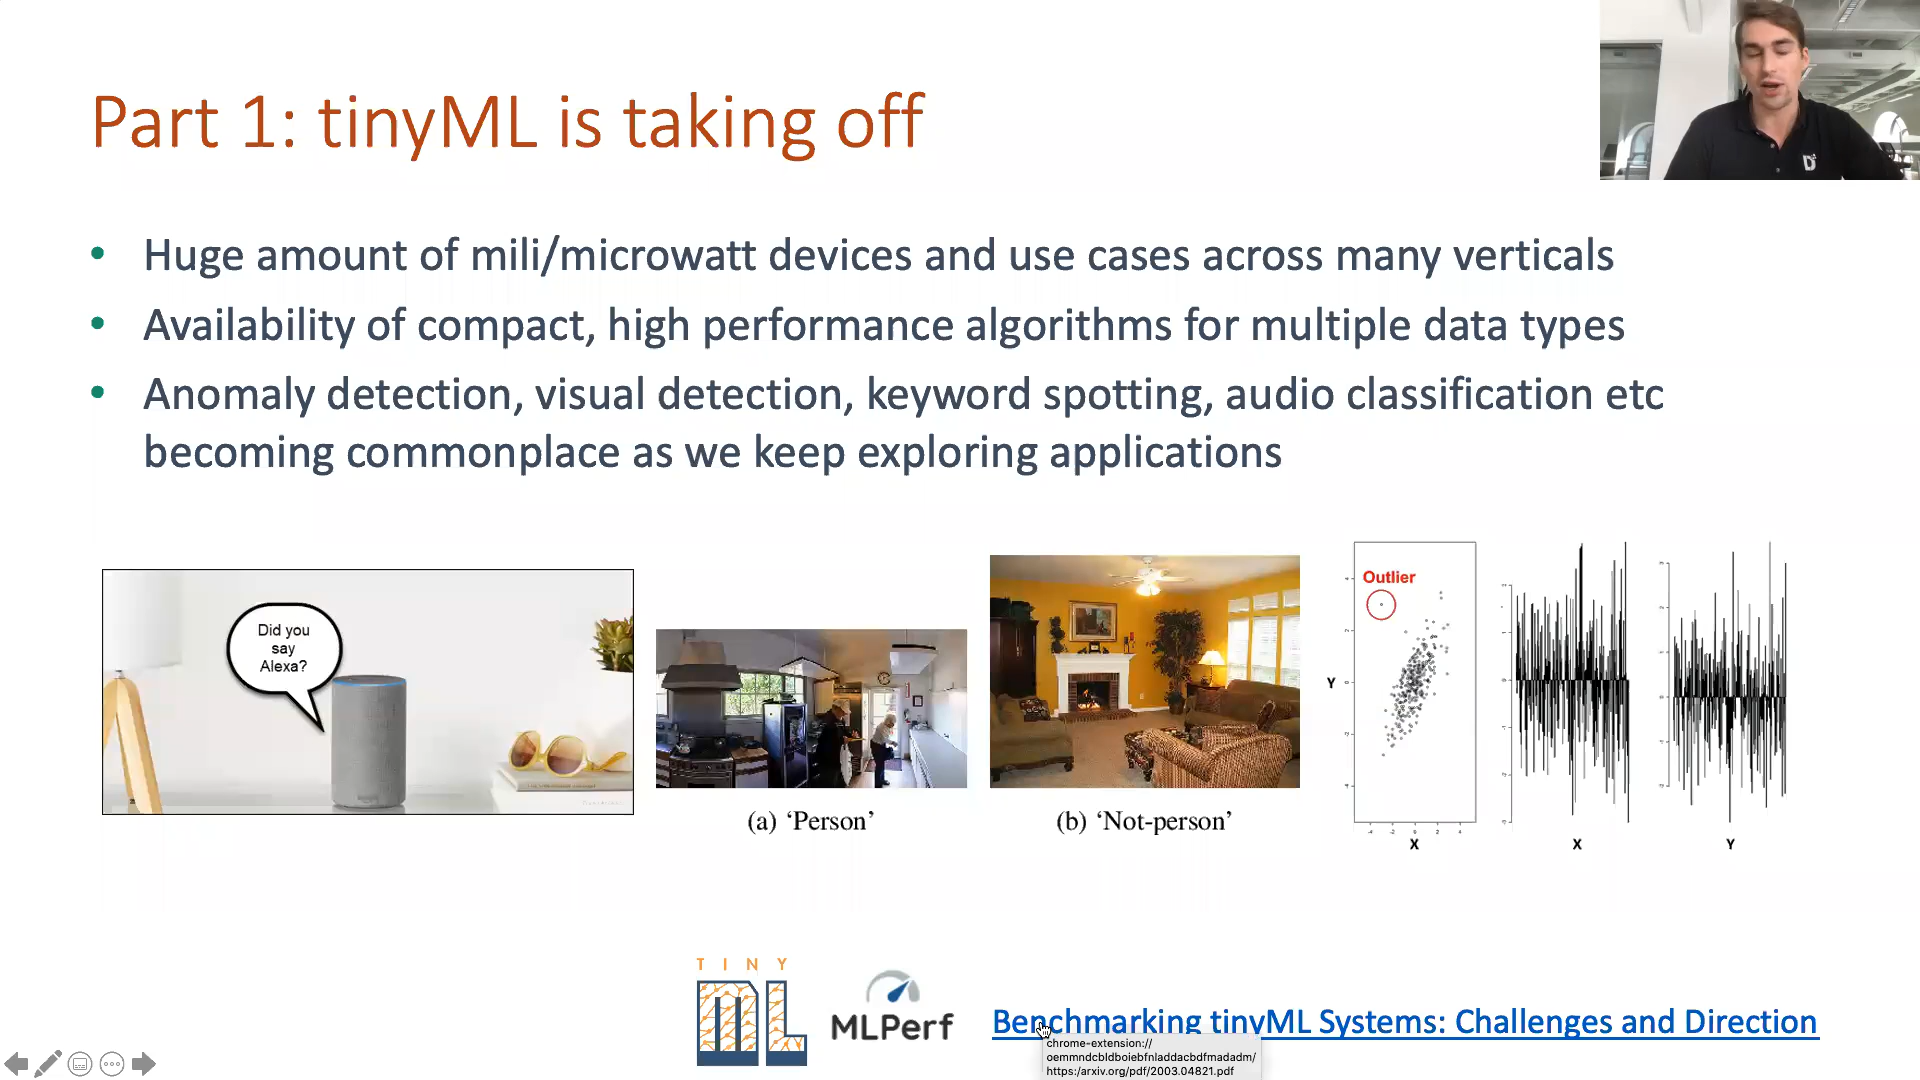 Part 1: tinyML is taking off
• Huge amount of mili/microwatt devices and use cases across many verticals
• Availability of compact, high performance algorithms for multiple data types
• Anomaly detection, visual detection, keyword spotting, audio classification etc
becoming commonplace as we keep exploring applications
Did you
say
Alexa?
(a) ‘Person’
(b) ‘Not-person’
Outlier
Y
X
X
Y
TINY
ML
MLPerf
Benchmarking tinyML Systems: Challenges and Direction
chrome-extension://
oemmndcbldboiebfnladdacbdfmadadm/
https:/arxiv.org/pdf/2003.04821.pdf
D